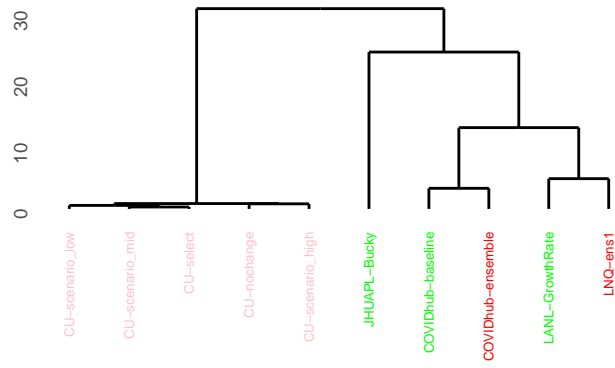 30
20
10
0
CU−scenario_low
CU−scenario_mid
CU−select
CU−nochange
CU−scenario_high
JHUAPL−Bucky
COVIDhub−baseline
COVIDhub−ensemble
LANL−GrowthRate
LNQ−ens1